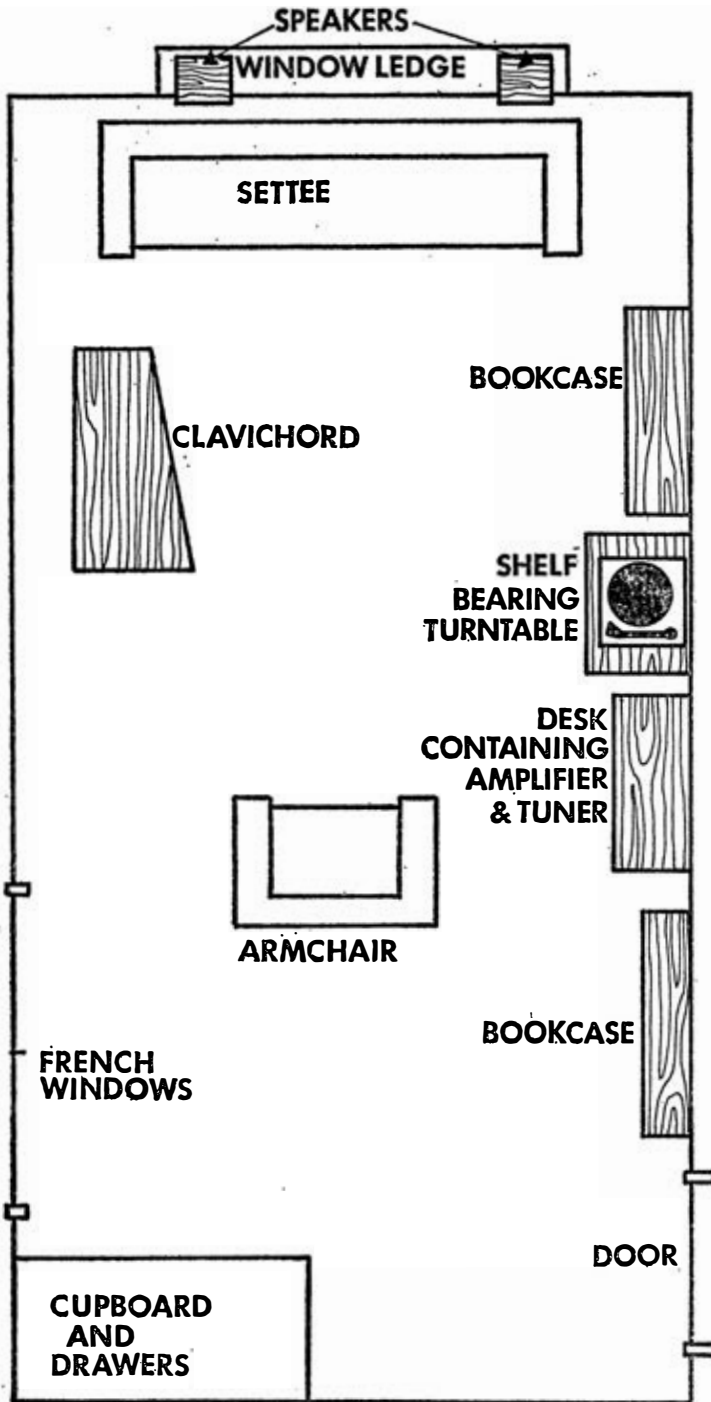 SPEAKERS
WINDOW LEDGE
SETTEE
BOOKCASE
CLAVICHORD
SHELF
BEARING
TURNTABLE
DESK
CONTAINING
AMPLIFIER
& TUNER
ARMCHAIR
BOOKCASE
FRENCH
WINDOWS
DOOR
CUPBOARD
AND
DRAWERS